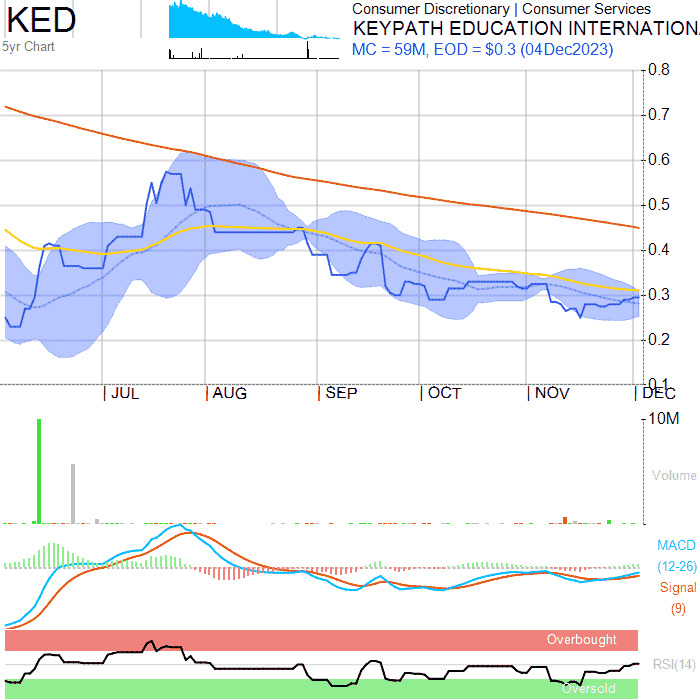 KED
5yr Chart
Consumer Discretionary | Consumer Services
KEYPATH EDUCATION INTERNATION
MC = 59M, EOD = $0.3 (04Dec2023)
0.8
0.7
0.6
0.5
0.4
0.3
0.2
0.1
JUL AUG SEP OCT NOV DEC
10M
Volume
MACD
(12-26)
Signal
(9)
Overbought
RSI(14)
Oversold